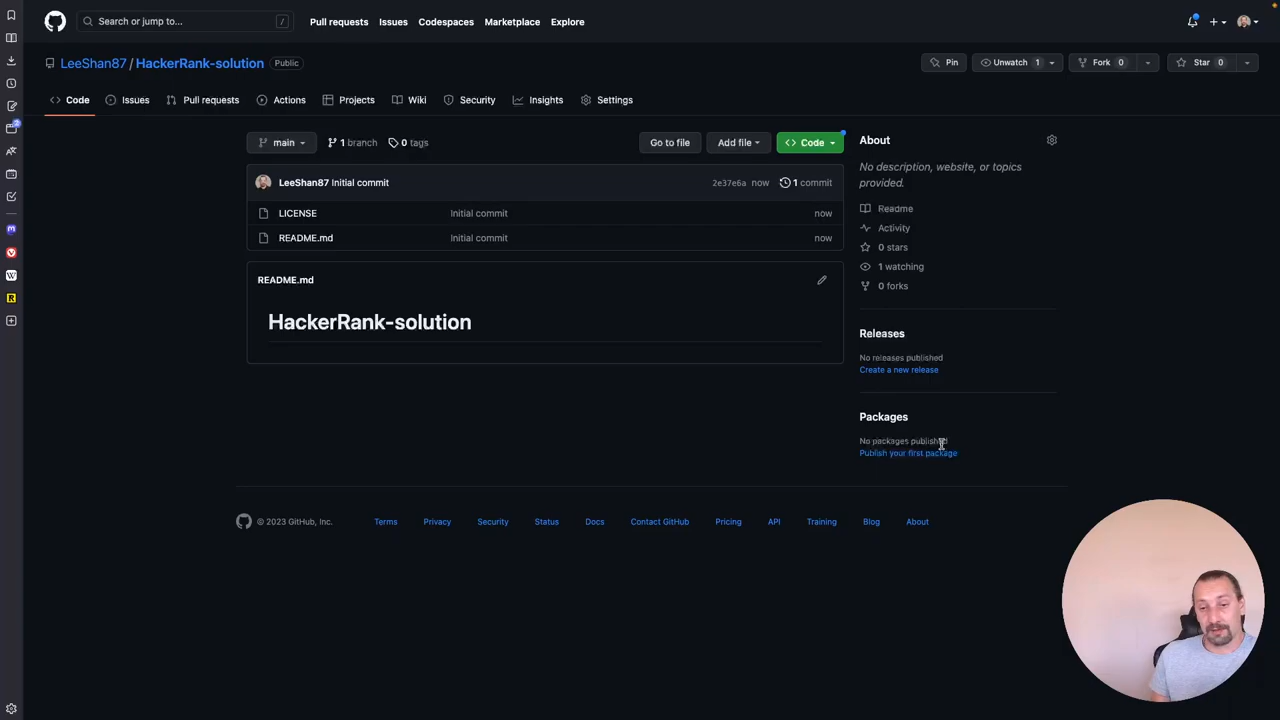 Search or jump to... /
Pull requests Issues Codespaces Marketplace Explore
LeeShan87 / HackerRank-solution Public
Pin Unwatch 1 Fork 0 Star 0
Code Issues Pull requests Actions Projects Wiki Insights Security Settings
main 1 branch 0 tags Go to file Add file Code
LeeShan87 Initial commit 2e37e6a now 1 commit
LICENSE Initial commit now
README.md Initial commit now
README.md
HackerRank-solution
About
No description, website, or topics
provided.
Readme
Activity
0 stars
1 watching
0 forks
Releases
No releases published
Create a new release
Packages
No packages published
Publish your first package
© 2023 GitHub, Inc. Terms Privacy Security Status Docs Contact GitHub Pricing API Training Blog About